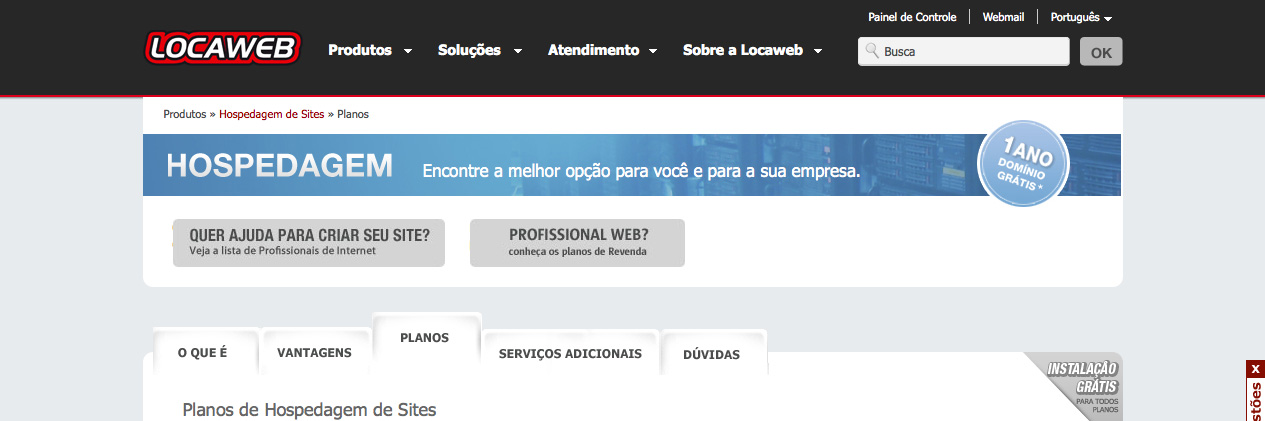 Painel de Controle
Webmail
Português
LOCAWEB
Produtos
Soluções
Atendimento
Sobre a Locaweb
Busca
OK
Produtos » Hospedagem de Sites » Planos
HOSPEDAGEM
Encontre a melhor opção para você e para a sua empresa.
1 ANO
DOMÍNIO
GRÁTIS*
QUER AJUDA PARA CRIAR SEU SITE?
Veja a lista de Profissionais de Internet
PROFISSIONAL WEB?
conheça os planos de Revenda
O QUE É
VANTAGENS
PLANOS
SERVIÇOS ADICIONAIS
DÚVIDAS
INSTALAÇÃO
GRÁTIS
PARA TODOS
PLANOS
X
Planos de Hospedagem de Sites